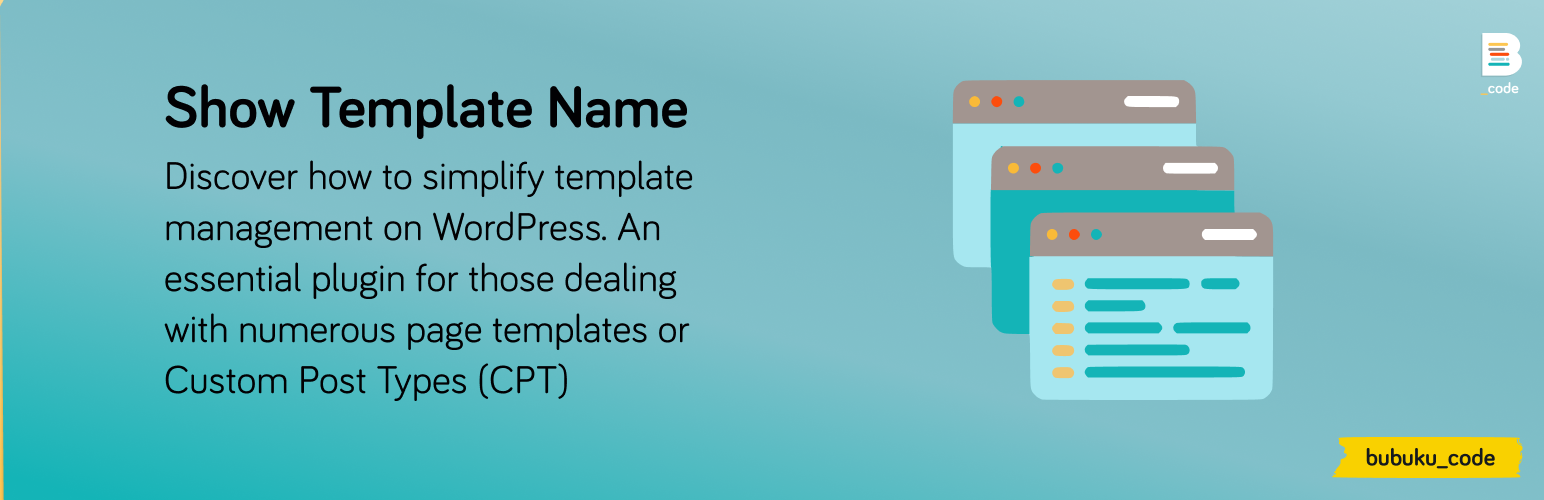 Show Template Name
Discover how to simplify template
management on WordPress. An
essential plugin for those dealing
with numerous page templates or
Custom Post Types (CPT)
B
_code
bubuku_code